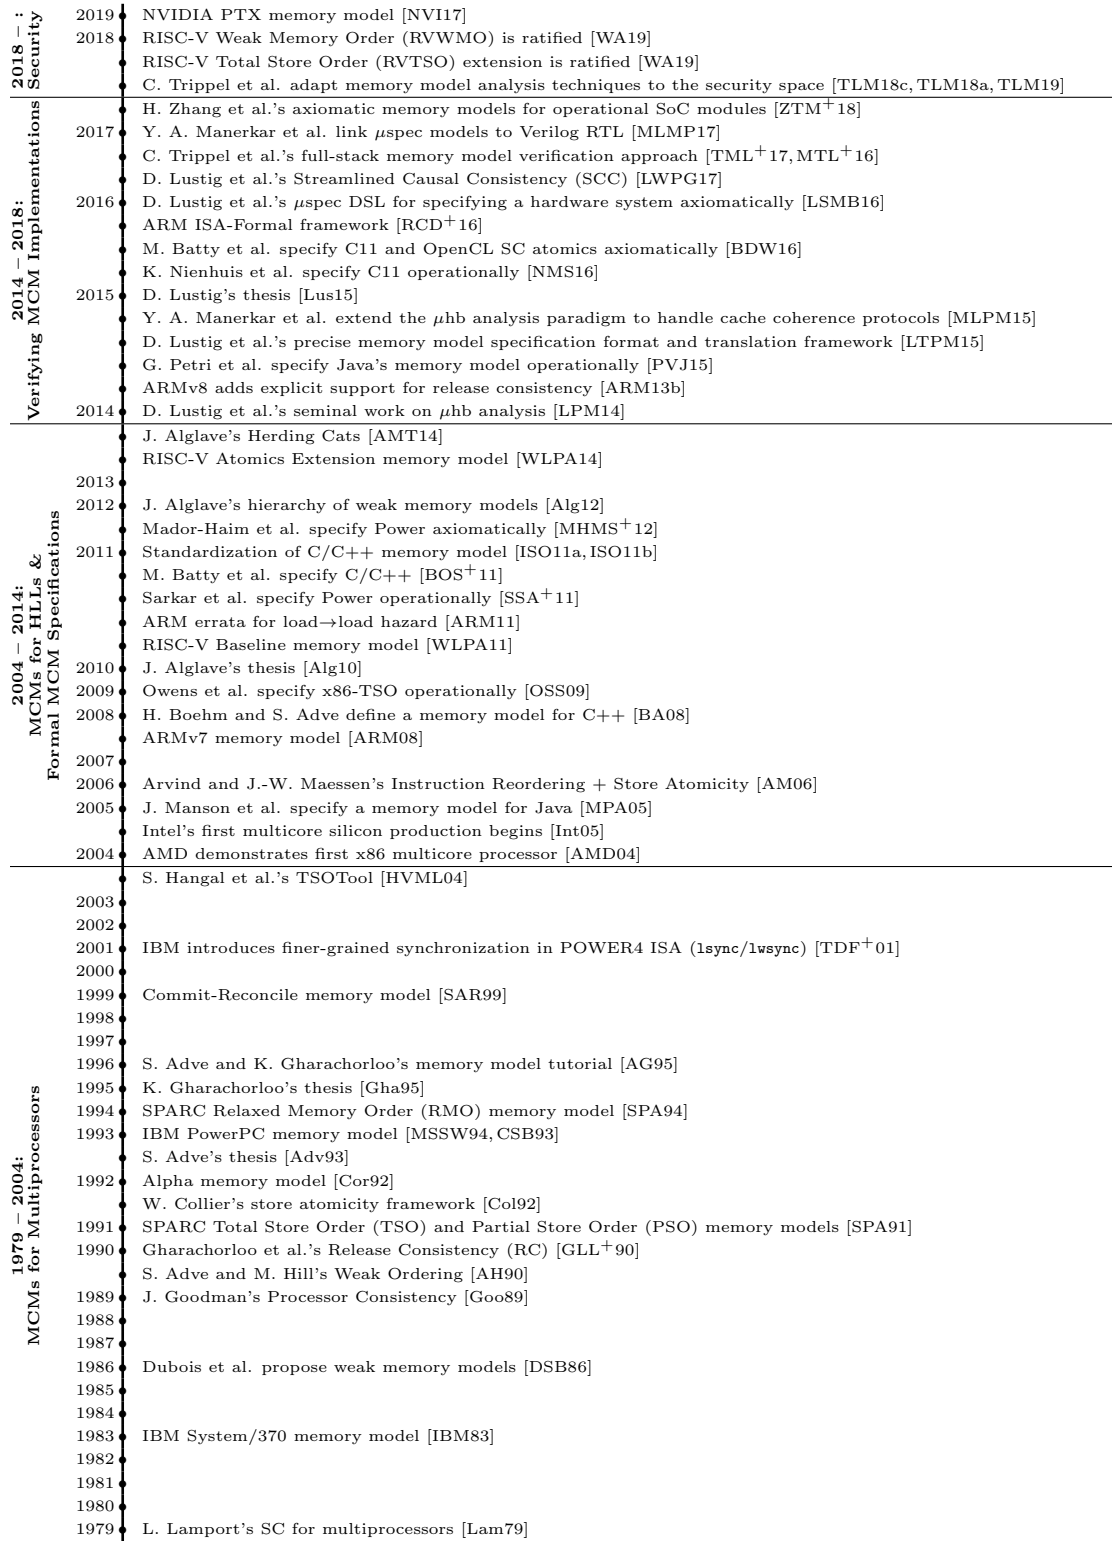 2018 – :
Security
2019 NVIDIA PTX memory model [NVI17]
2018 RISC-V Weak Memory Order (RVWMO) is ratified [WA19]
RISC-V Total Store Order (RVTSO) extension is ratified [WA19]
C. Trippel et al. adapt memory model analysis techniques to the security space [TLM18c, TLM18a, TLM19]
2014 – 2018:
Verifying MCM Implementations
H. Zhang et al.'s axiomatic memory models for operational SoC modules [ZTM+18]
2017 Y. A. Manerkar et al. link μspec models to Verilog RTL [MLMP17]
C. Trippel et al.'s full-stack memory model verification approach [TML+17, MTL+16]
D. Lustig et al.'s Streamlined Causal Consistency (SCC) [LWPG17]
2016 D. Lustig et al.'s μspec DSL for specifying a hardware system axiomatically [LSMB16]
ARM ISA-Formal framework [RCD+16]
M. Batty et al. specify C11 and OpenCL SC atomics axiomatically [BDW16]
K. Nienhuis et al. specify C11 operationally [NMS16]
2015 D. Lustig's thesis [Lus15]
Y. A. Manerkar et al. extend the μhb analysis paradigm to handle cache coherence protocols [MLPM15]
D. Lustig et al.'s precise memory model specification format and translation framework [LTPM15]
G. Petri et al. specify Java's memory model operationally [PVJ15]
ARMv8 adds explicit support for release consistency [ARM13b]
2014 D. Lustig et al.'s seminal work on μhb analysis [LPM14]
2004 – 2014:
MCMs for HLLs &
Formal MCM Specifications
J. Alglave's Herding Cats [AMT14]
RISC-V Atomics Extension memory model [WLPA14]
2013
2012 J. Alglave's hierarchy of weak memory models [Alg12]
Mador-Haim et al. specify Power axiomatically [MHMS+12]
2011 Standardization of C/C++ memory model [ISO11a, ISO11b]
M. Batty et al. specify C/C++ [BOS+11]
Sarkar et al. specify Power operationally [SSA+11]
ARM errata for load→load hazard [ARM11]
RISC-V Baseline memory model [WLPA11]
2010 J. Alglave's thesis [Alg10]
2009 Owens et al. specify x86-TSO operationally [OSS09]
2008 H. Boehm and S. Adve define a memory model for C++ [BA08]
ARMv7 memory model [ARM08]
2007
2006 Arvind and J.-W. Maessen's Instruction Reordering + Store Atomicity [AM06]
2005 J. Manson et al. specify a memory model for Java [MPA05]
Intel's first multicore silicon production begins [Int05]
2004 AMD demonstrates first x86 multicore processor [AMD04]
1979 – 2004:
MCMs for Multiprocessors
S. Hangal et al.'s TSOTool [HVML04]
2003
2002
2001 IBM introduces finer-grained synchronization in POWER4 ISA (lsync/lwsync) [TDF+01]
2000
1999 Commit-Reconcile memory model [SAR99]
1998
1997
1996 S. Adve and K. Gharachorloo's memory model tutorial [AG95]
1995 K. Gharachorloo's thesis [Gha95]
1994 SPARC Relaxed Memory Order (RMO) memory model [SPA94]
1993 IBM PowerPC memory model [MSSW94, CSB93]
S. Adve's thesis [Adv93]
1992 Alpha memory model [Cor92]
W. Collier's store atomicity framework [Col92]
1991 SPARC Total Store Order (TSO) and Partial Store Order (PSO) memory models [SPA91]
1990 Gharachorloo et al.'s Release Consistency (RC) [GLL+90]
S. Adve and M. Hill's Weak Ordering [AH90]
1989 J. Goodman's Processor Consistency [Goo89]
1988
1987
1986 Dubois et al. propose weak memory models [DSB86]
1985
1984
1983 IBM System/370 memory model [IBM83]
1982
1981
1980
1979 L. Lamport's SC for multiprocessors [Lam79]